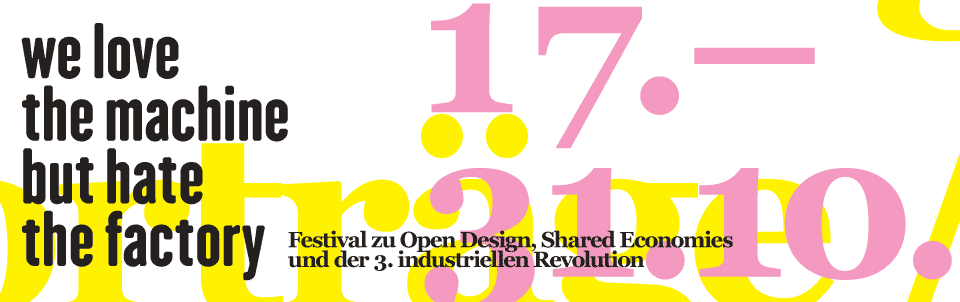 we love
the machine
but hate
the factory
17.–
31.10.
Festival zu Open Design, Shared Economies
und der 3. industriellen Revolution
orträge/